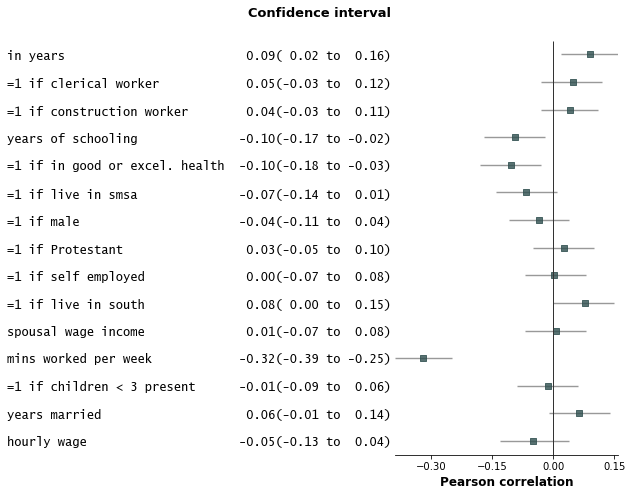 Confidence interval
in years 0.09( 0.02 to 0.16)
=1 if clerical worker 0.05(-0.03 to 0.12)
=1 if construction worker 0.04(-0.03 to 0.11)
years of schooling -0.10(-0.17 to -0.02)
=1 if in good or excel. health -0.10(-0.18 to -0.03)
=1 if live in smsa -0.07(-0.14 to 0.01)
=1 if male -0.04(-0.11 to 0.04)
=1 if Protestant 0.03(-0.05 to 0.10)
=1 if self employed 0.00(-0.07 to 0.08)
=1 if live in south 0.08( 0.00 to 0.15)
spousal wage income 0.01(-0.07 to 0.08)
mins worked per week -0.32(-0.39 to -0.25)
=1 if children < 3 present -0.01(-0.09 to 0.06)
years married 0.06(-0.01 to 0.14)
hourly wage -0.05(-0.13 to 0.04)
−0.30 −0.15 0.00 0.15
Pearson correlation